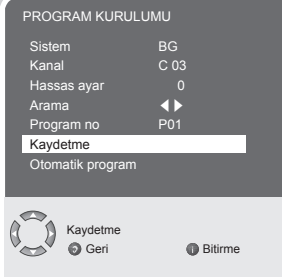 PROGRAM KURULUMU
Sistem BG
Kanal C 03
Hassas ayar 0
Arama
Program no P01
Kaydetme
Otomatik program
Kaydetme
Geri Bitirme